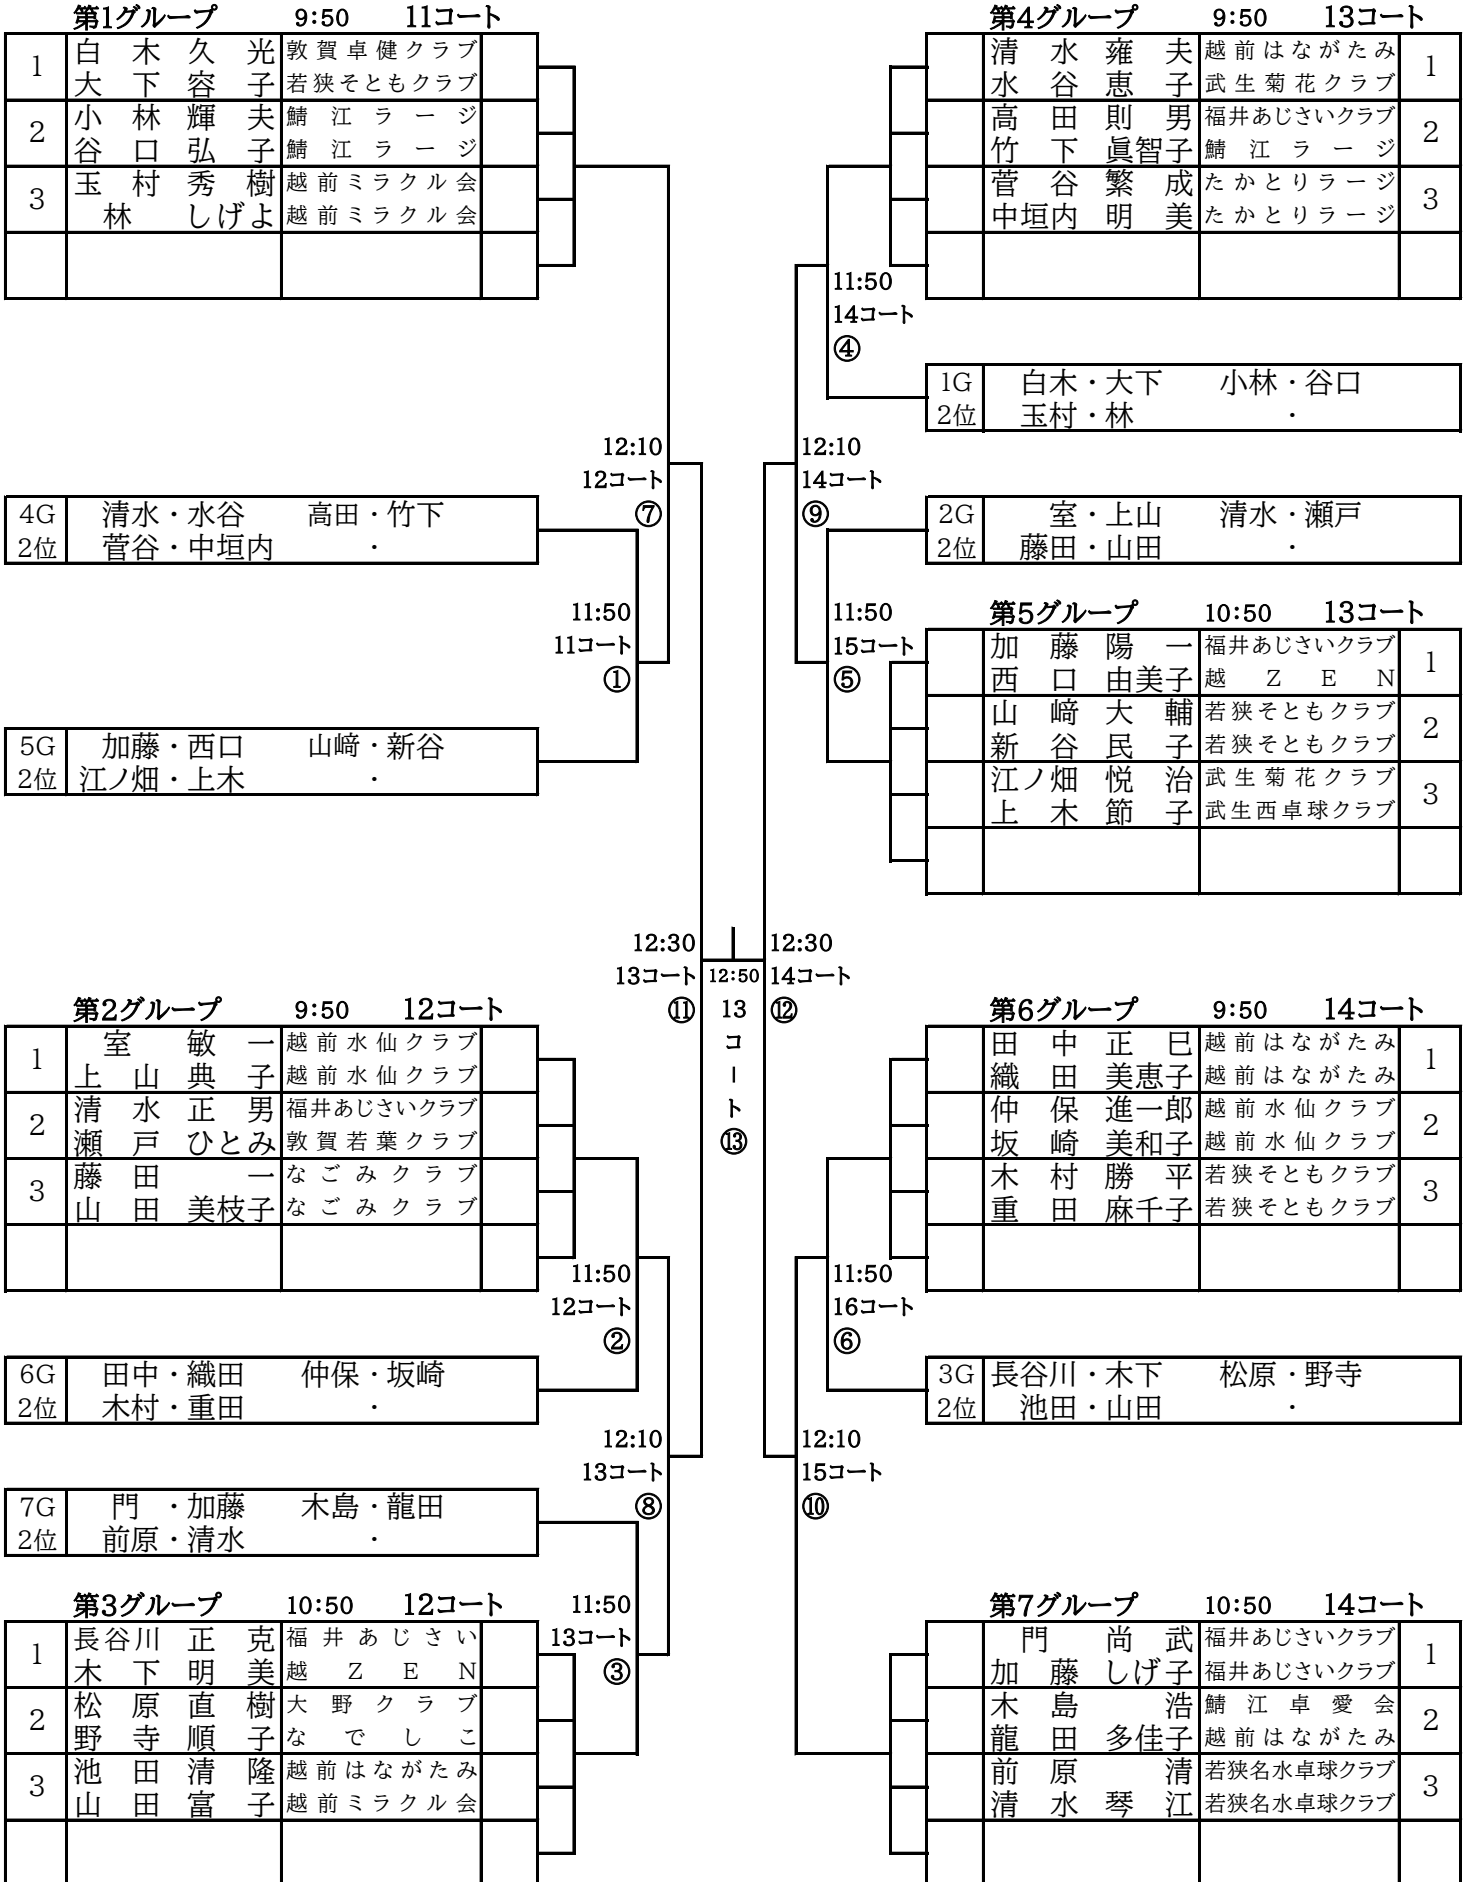 第1グループ 9:50 11コート
1 白木久光 敦賀卓健クラブ
大下容子 若狭そともクラブ
2 小林輝夫 鯖江ラージ
谷口弘子 鯖江ラージ
3 玉村秀樹 越前ミラクル会
林しげよ 越前ミラクル会
12:10
12コート
⑦
4G 清水・水谷 高田・竹下
2位 菅谷・中垣内 ・
11:50
11コート
①
5G 加藤・西口 山﨑・新谷
2位 江ノ畑・上木 ・
12:30
13コート
⑪
第2グループ 9:50 12コート
1 室敏一 越前水仙クラブ
上山典子 越前水仙クラブ
2 清水正男 福井あじさいクラブ
瀬戸ひとみ 敦賀若葉クラブ
3 藤田一 なごみクラブ
山田美枝子 なごみクラブ
11:50
12コート
②
6G 田中・織田 仲保・坂崎
2位 木村・重田 ・
12:10
13コート
⑧
7G 門・加藤 木島・龍田
2位 前原・清水 ・
第3グループ 10:50 12コート
11:50
13コート
③
1 長谷川正克 福井あじさい
木下明美 越ZEN
2 松原直樹 大野クラブ
野寺順子 なでしこ
3 池田清隆 越前はながたみ
山田富子 越前ミラクル会
12:50
13
コ
ー
ト
⑬
第4グループ 9:50 13コート
清水雍夫 越前はながたみ 1
水谷恵子 武生菊花クラブ
高田則男 福井あじさいクラブ 2
竹下眞智子 鯖江ラージ
菅谷繁成 たかとりラージ 3
中垣内明美 たかとりラージ
11:50
14コート
④
1G 白木・大下 小林・谷口
2位 玉村・林 ・
12:10
14コート
⑨
2G 室・上山 清水・瀬戸
2位 藤田・山田 ・
11:50
15コート
⑤
第5グループ 10:50 13コート
加藤陽一 福井あじさいクラブ 1
西口由美子 越ZEN
山﨑大輔 若狭そともクラブ 2
新谷民子 若狭そともクラブ
江ノ畑悦治 武生菊花クラブ 3
上木節子 武生西卓球クラブ
12:30
14コート
⑫
第6グループ 9:50 14コート
田中正巳 越前はながたみ 1
織田美恵子 越前はながたみ
仲保進一郎 越前水仙クラブ 2
坂崎美和子 越前水仙クラブ
木村勝平 若狭そともクラブ 3
重田麻千子 若狭そともクラブ
11:50
16コート
⑥
3G 長谷川・木下 松原・野寺
2位 池田・山田 ・
12:10
15コート
⑩
第7グループ 10:50 14コート
門尚武 福井あじさいクラブ 1
加藤しげ子 福井あじさいクラブ
木島浩 鯖江卓愛会 2
龍田多佳子 越前はながたみ
前原清 若狭名水卓球クラブ 3
清水琴江 若狭名水卓球クラブ